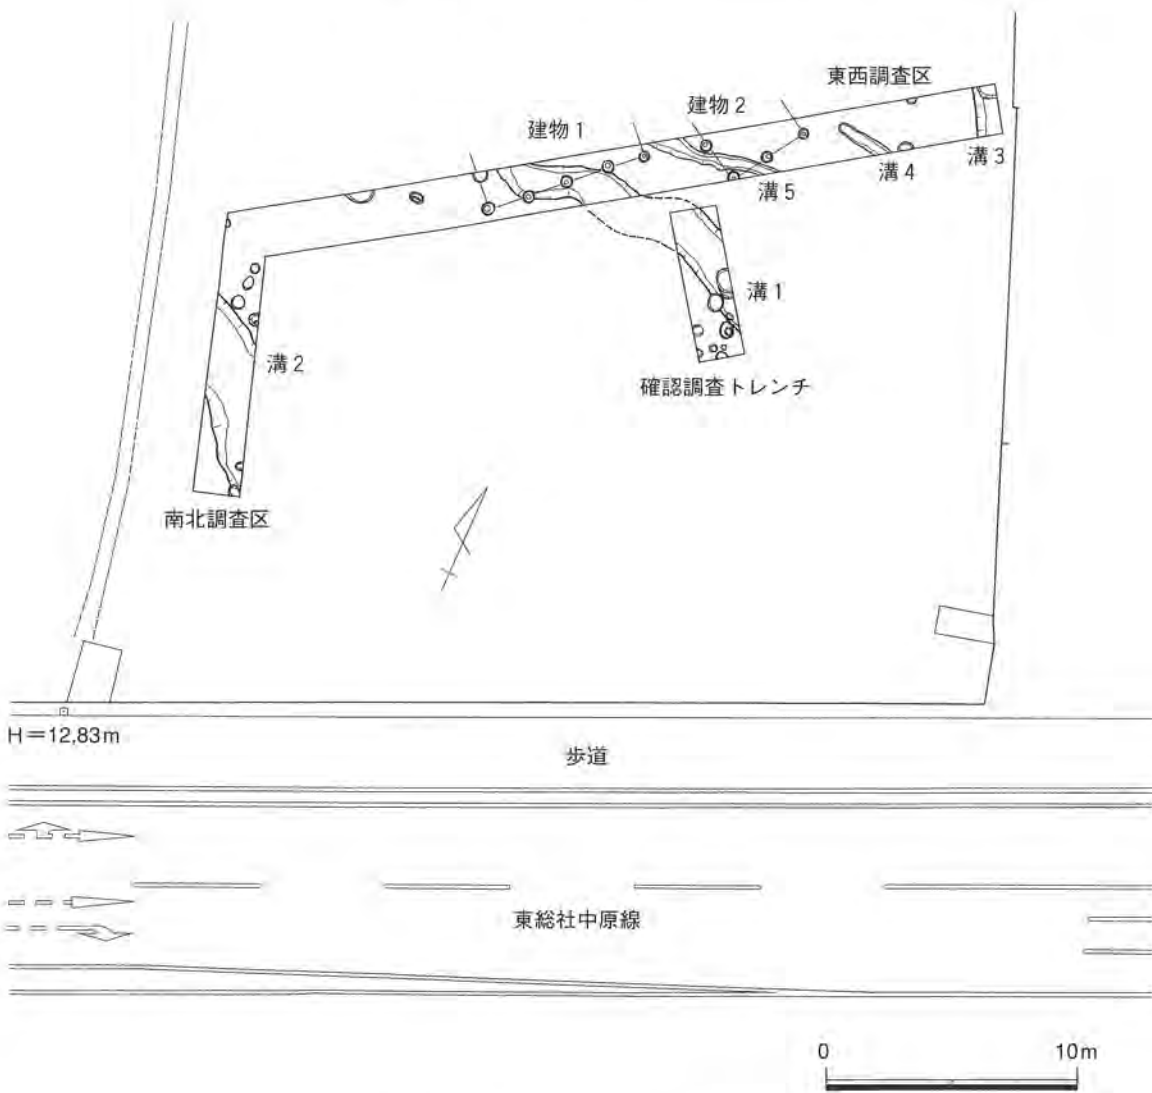 東西調査区
建物2
建物1
溝3
溝4
溝5
溝1
溝2
確認調査トレンチ
南北調査区
H=12,83m
歩道
東総社中原線
0 10m